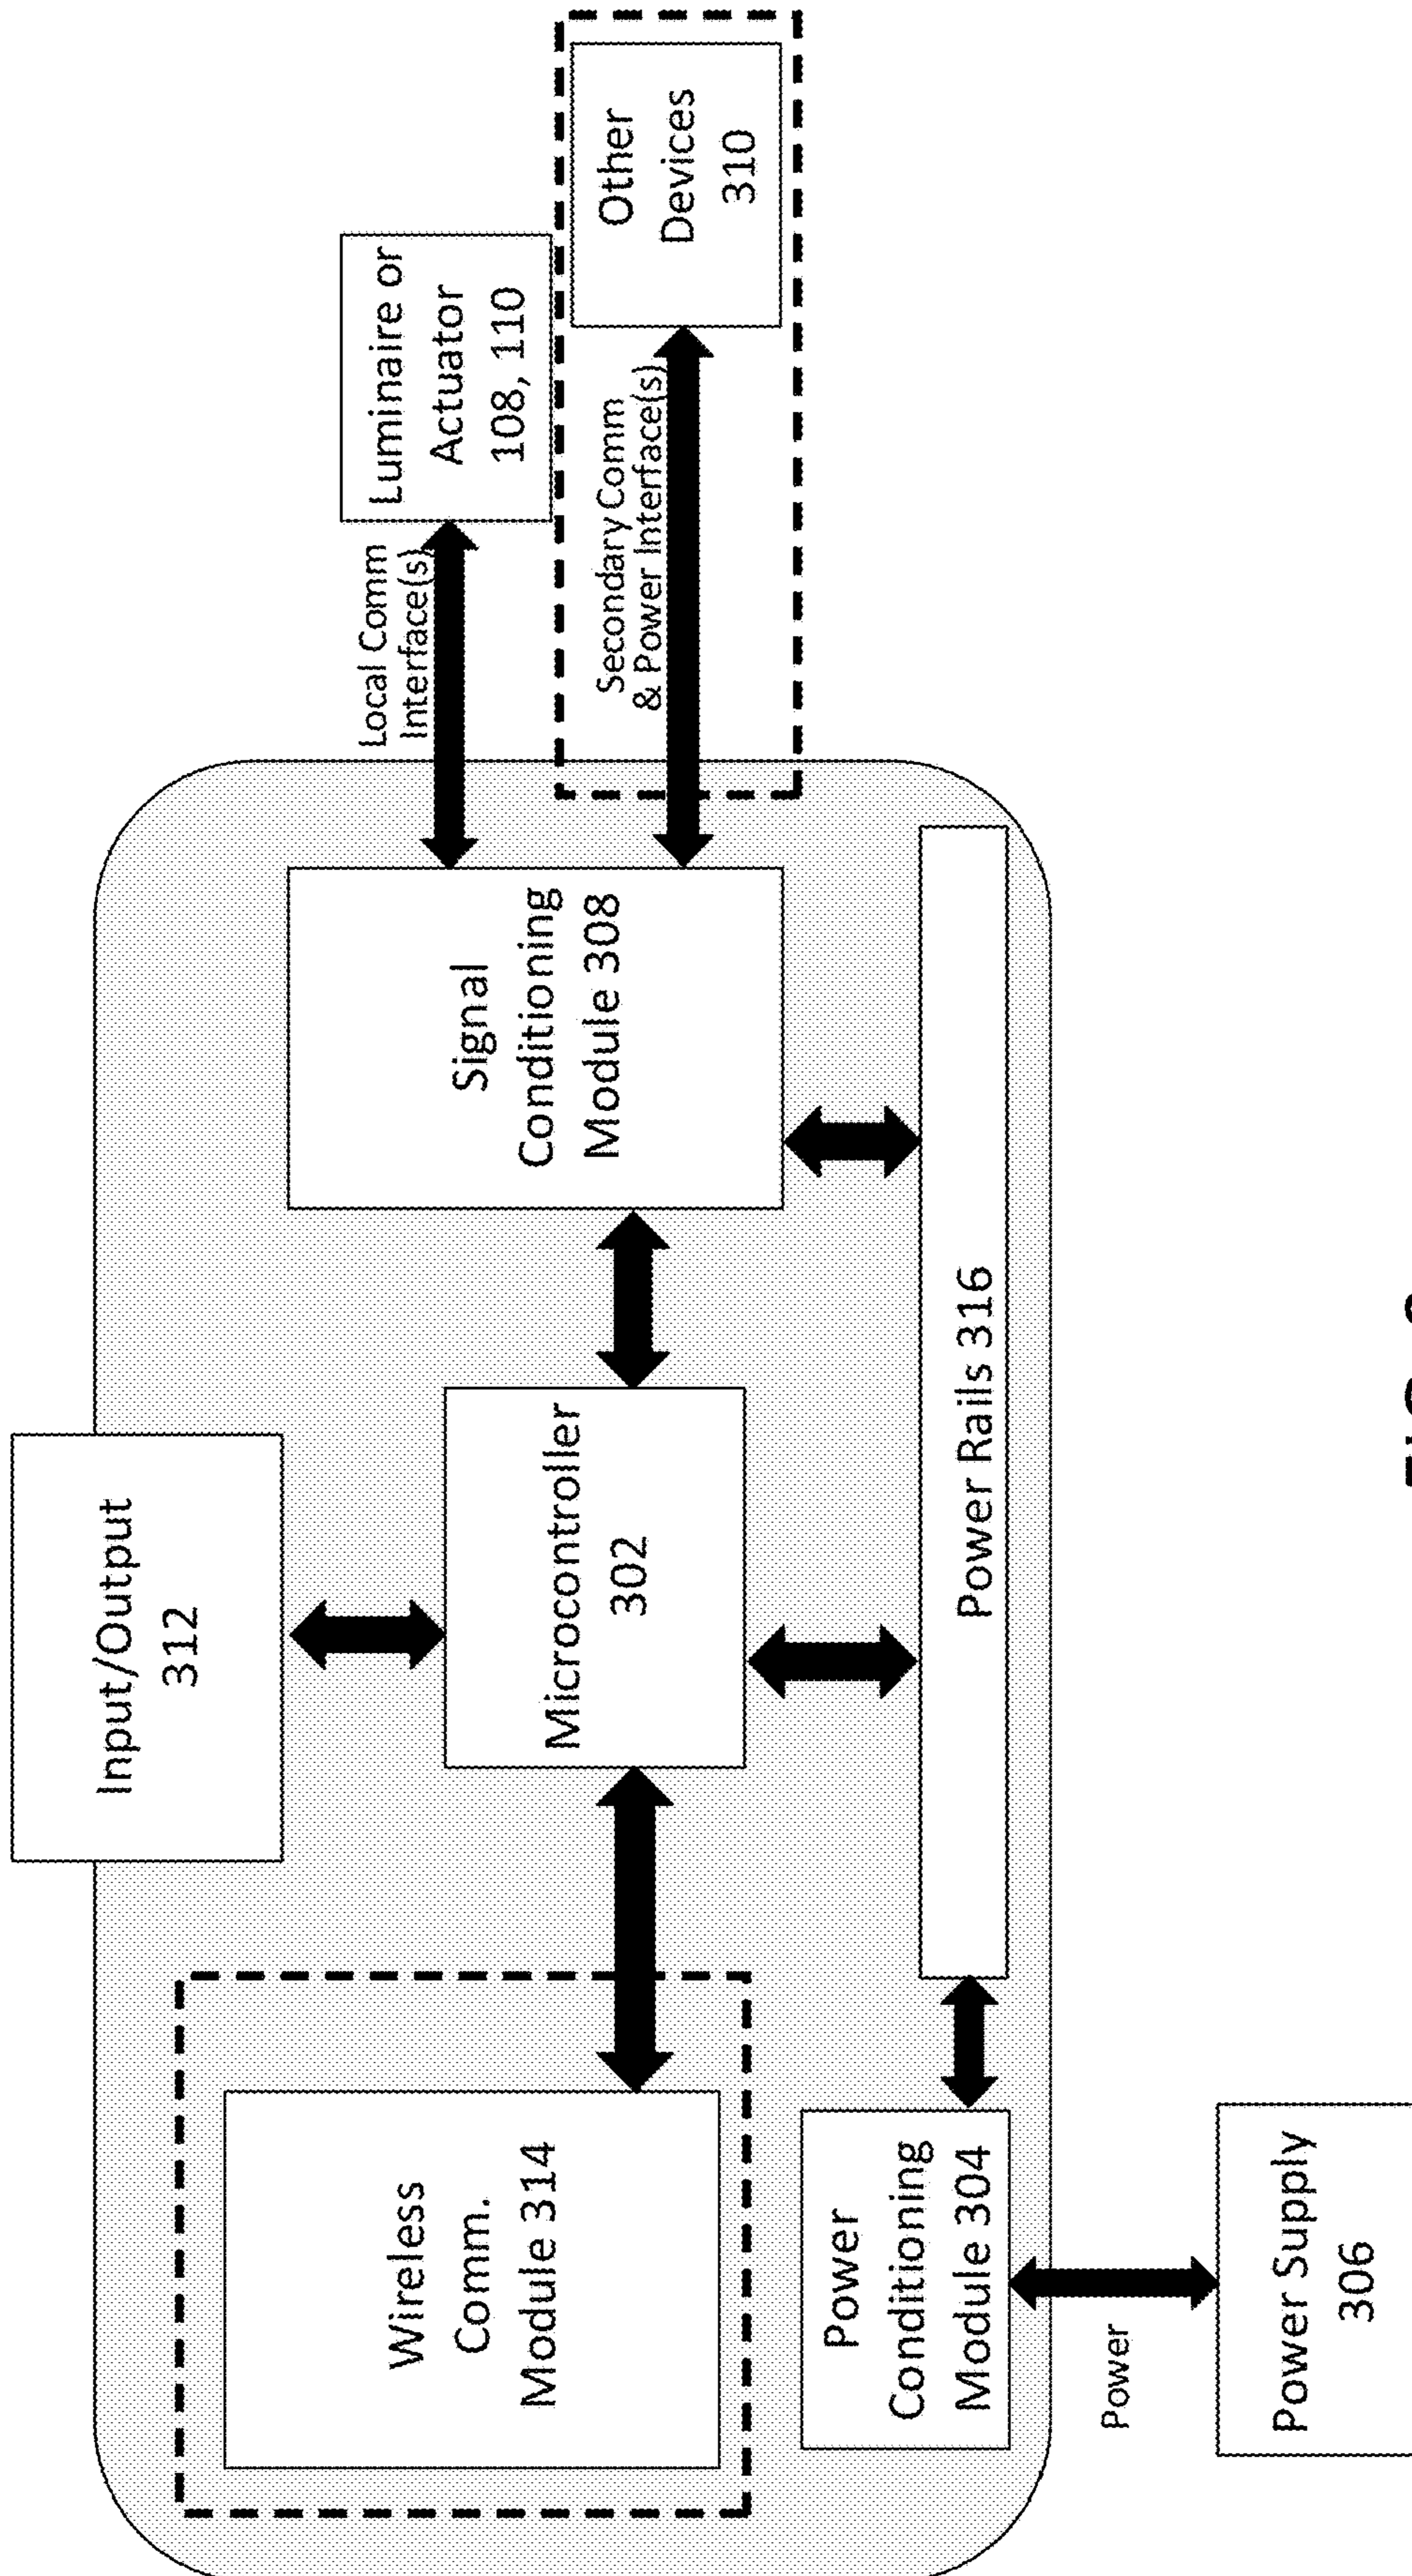 Input/Output
312
Wireless
Comm.
Module 314
Microcontroller
302
Signal
Conditioning
Module 308
Local Comm
Interface(s)
Luminaire or
Actuator
108, 110
Secondary Comm
& Power Interface(s)
Other
Devices
310
Power
Conditioning
Module 304
Power Rails 316
Power
Power Supply
306